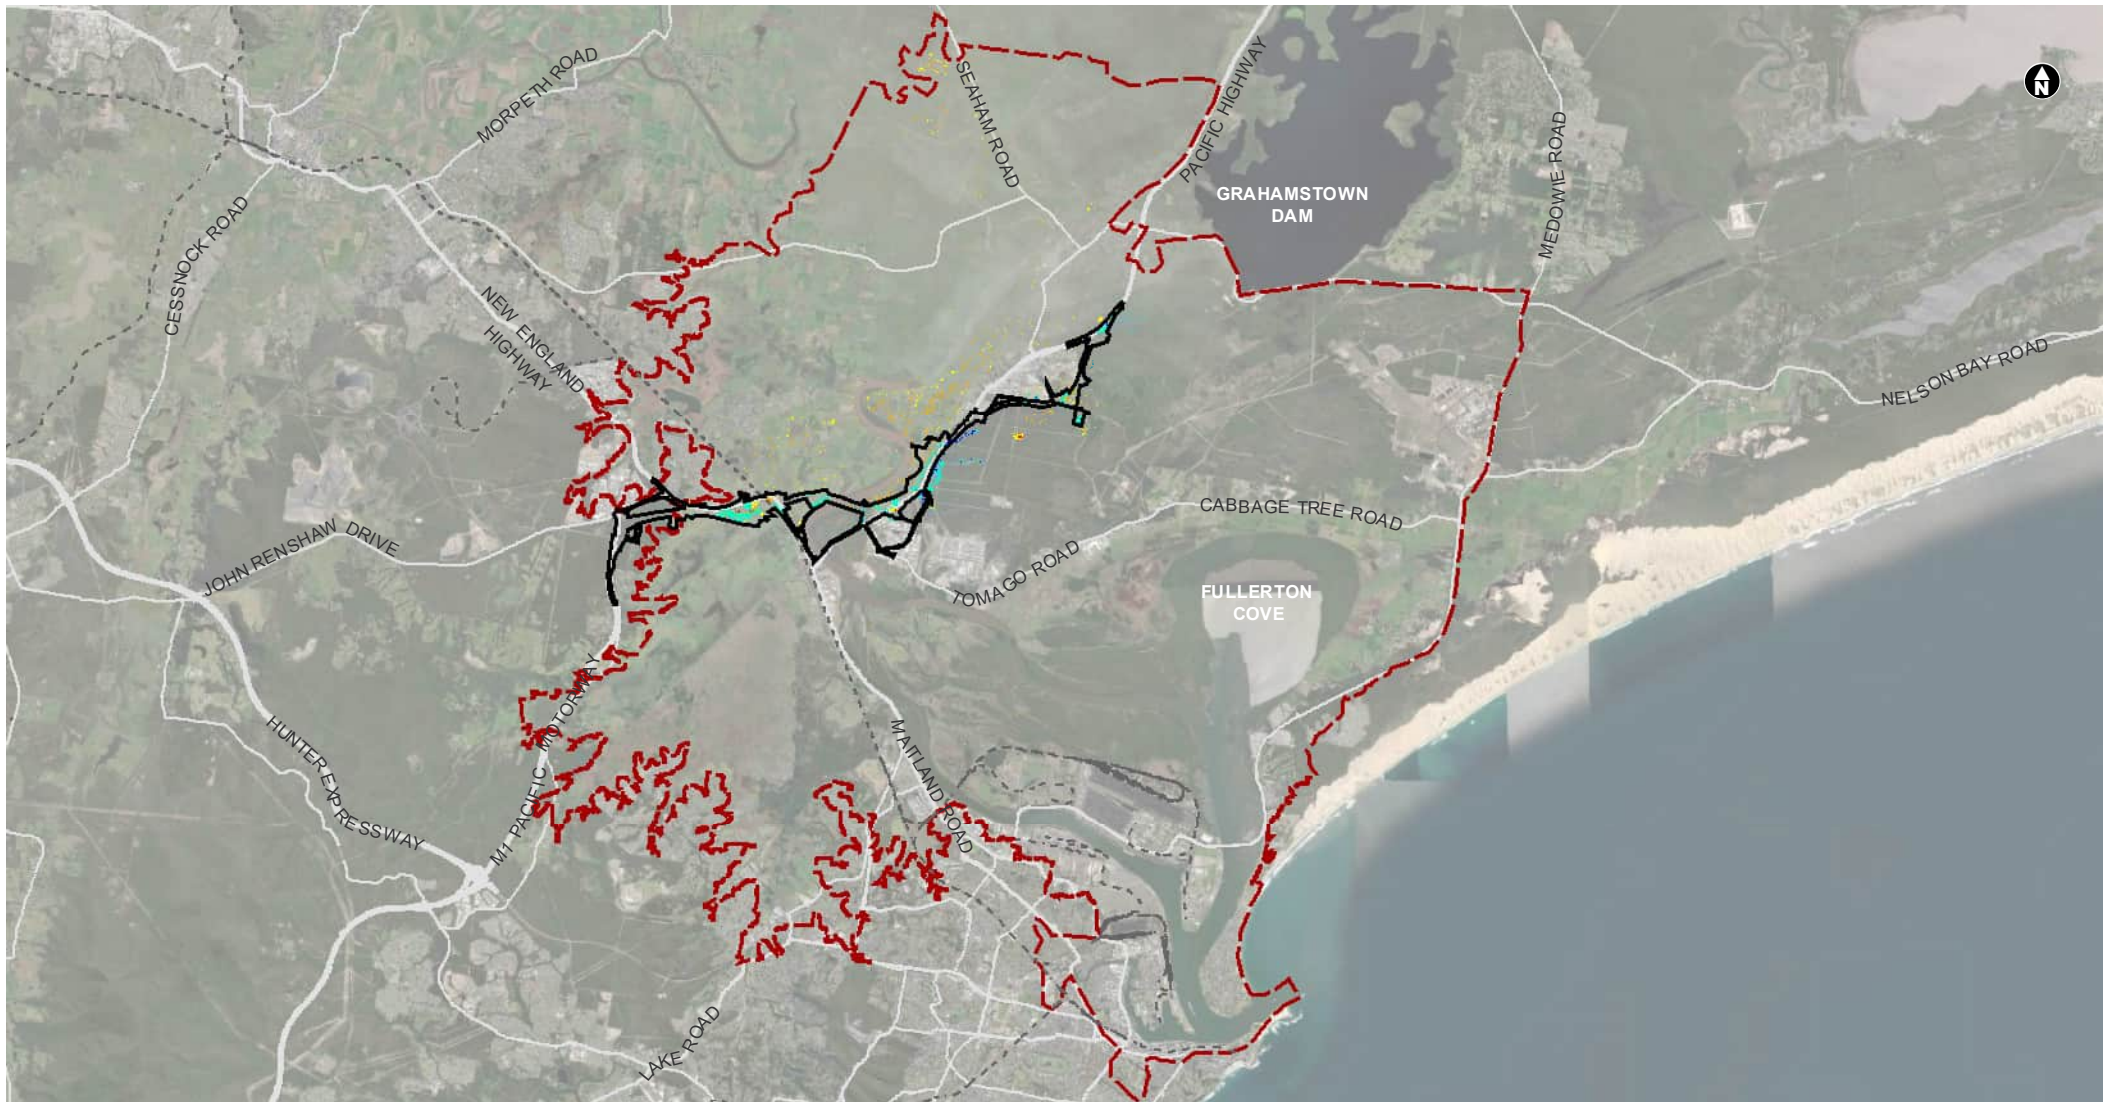 MORPETH ROAD
SEAHAM ROAD
PACIFIC HIGHWAY
N
MEDOWIE ROAD
GRAHAMSTOWN
DAM
CESSNOCK ROAD
NEW ENGLAND
HIGHWAY
NELSON BAY ROAD
CABBAGE TREE ROAD
JOHN RENSHAW DRIVE
TOMAGO ROAD
FULLERTON
COVE
M1 PACIFIC MOTORWAY
HUNTER EXPRESSWAY
MAITLAND ROAD
LAKE ROAD